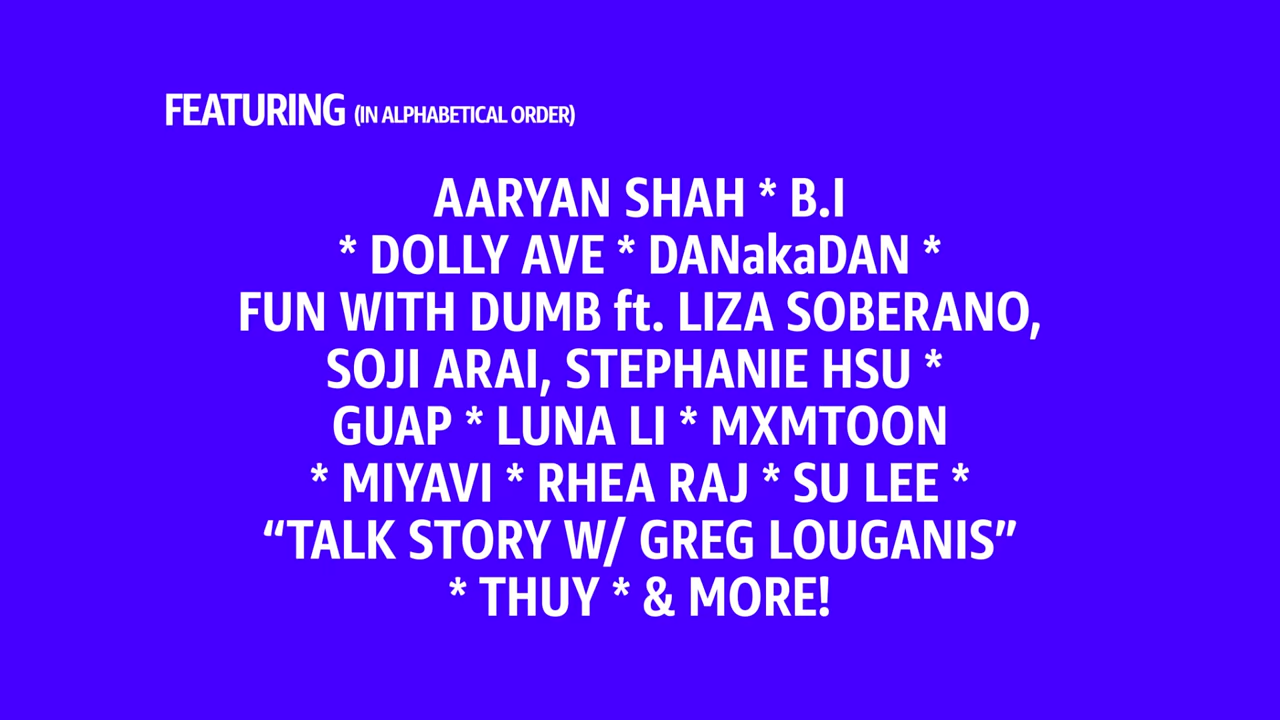 FEATURING (IN ALPHABETICAL ORDER)
AARYAN SHAH * B.I
* DOLLY AVE * DANakaDAN *
FUN WITH DUMB ft. LIZA SOBERANO,
SOJI ARAI, STEPHANIE HSU *
GUAP * LUNA LI * MXMTOON
* MIYAVI * RHEA RAJ * SU LEE *
“TALK STORY W/ GREG LOUGANIS”
* THUY * & MORE!